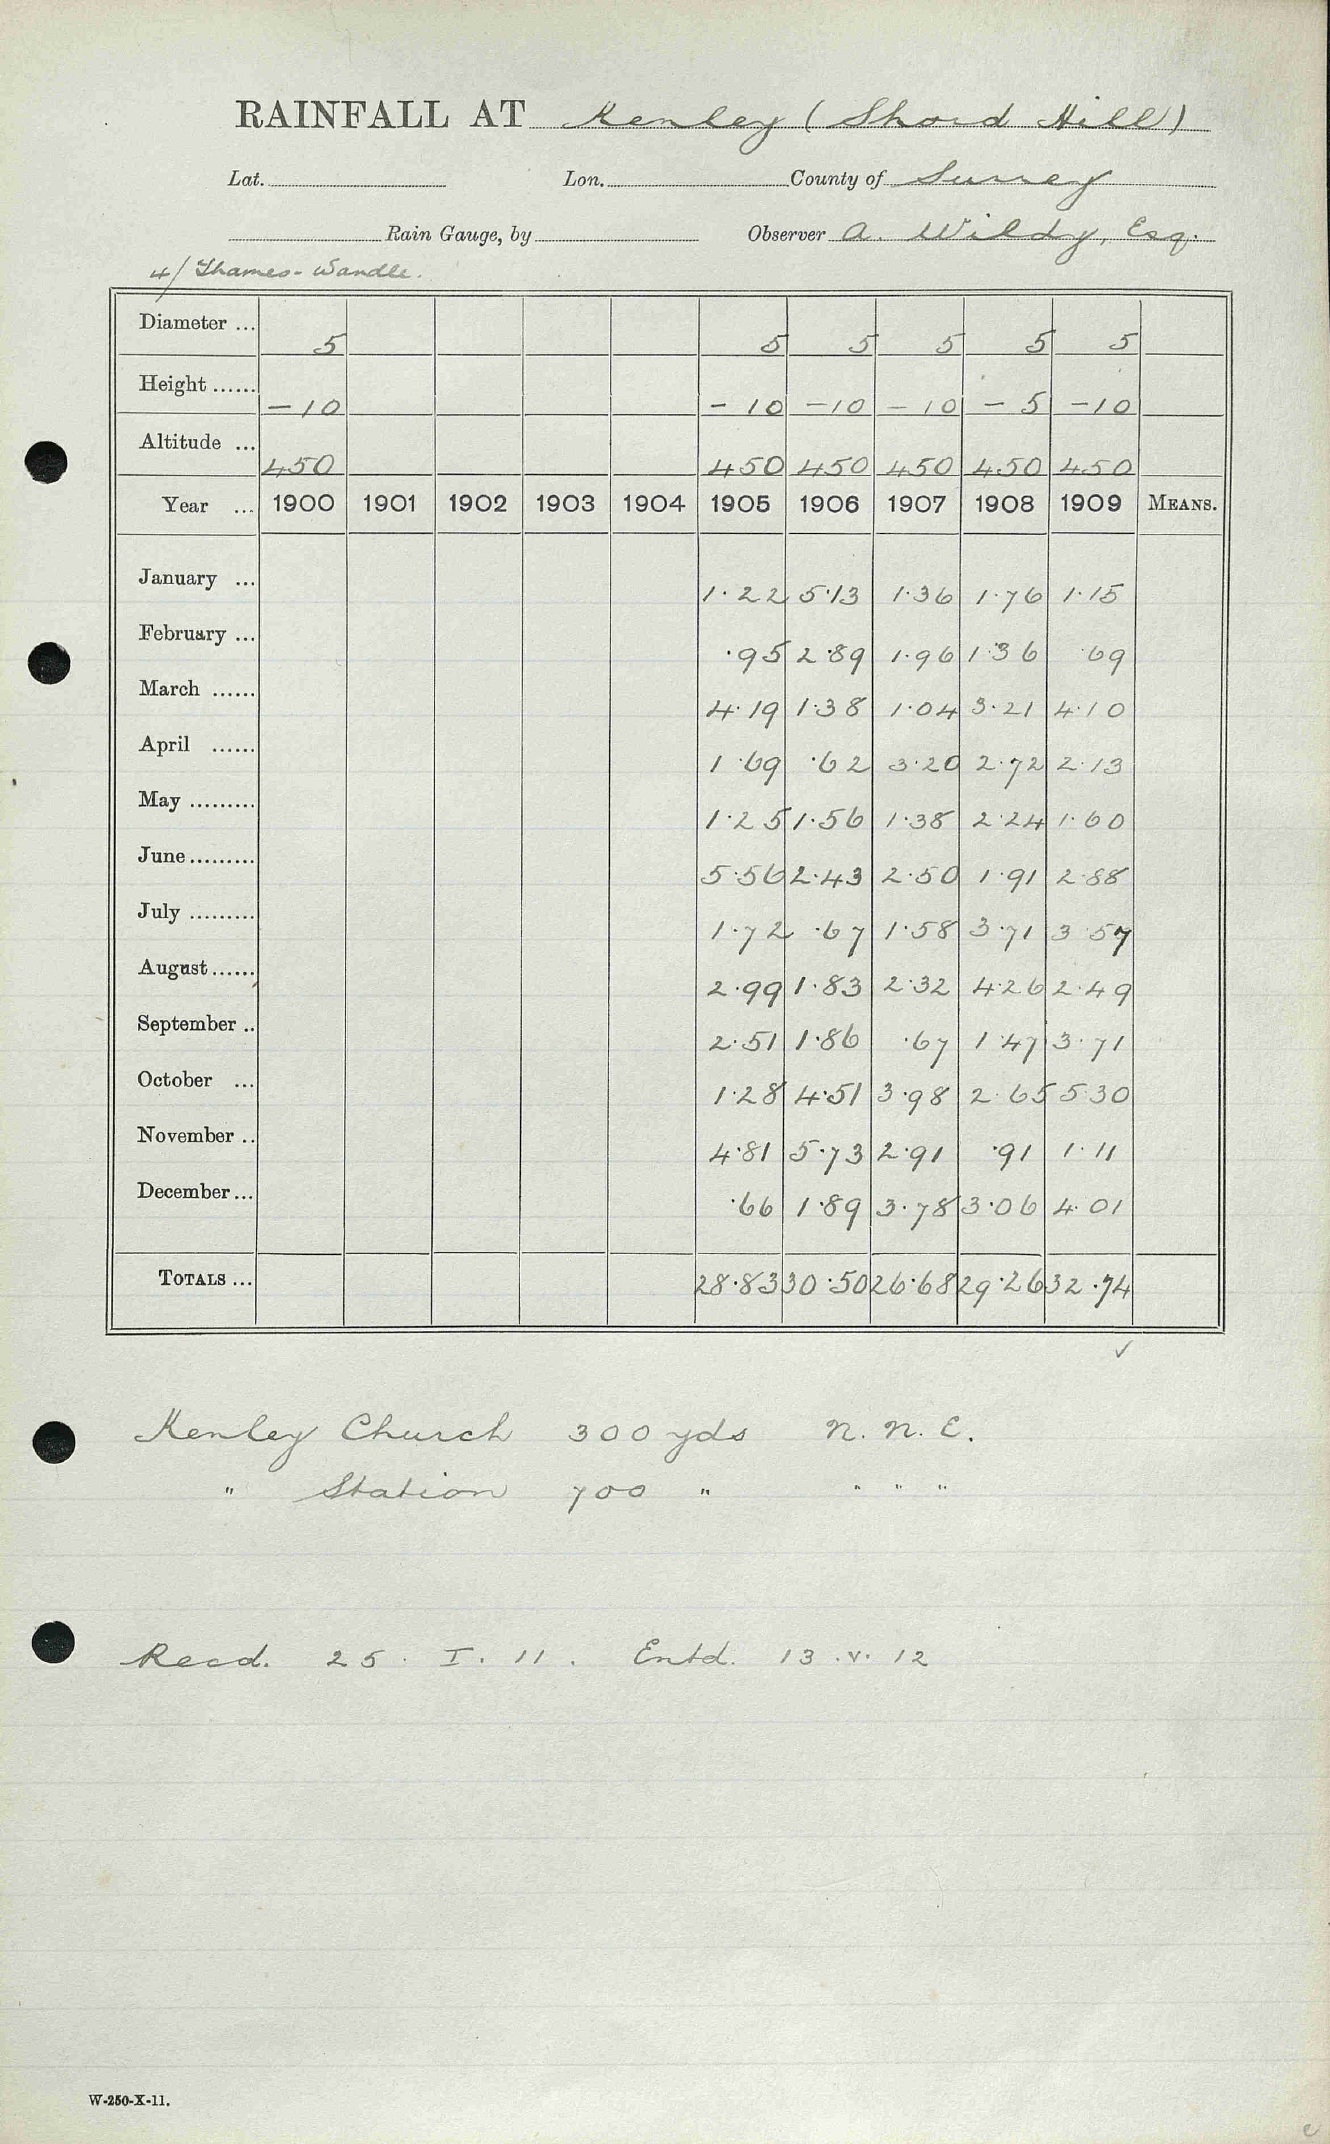 RAINFALL AT Kenley (Shord Hill)
Lat. Lon. County of Surrey
Rain Gauge, by Observer A. Wildy, Esq.
4/ Thames-Wandle.
Diameter ... 5 5 5 5 5 5
Height ...... -10 - 10 -10 - 10 - 5 -10
Altitude ... 450 450 450 450 450 450
Year ... 1900 1901 1902 1903 1904 1905 1906 1907 1908 1909 MEANS.
January ... 1.22 5.13 1.36 1.76 1.15
February ... .95 2.89 1.96 1.36 .69
March ...... 4.19 1.38 1.04 3.21 4.10
April ...... 1.69 .62 3.20 2.72 2.13
May ......... 1.25 1.56 1.38 2.24 1.60
June ......... 5.56 2.43 2.50 1.91 2.88
July ......... 1.72 .67 1.58 3.71 3.57
August ...... 2.99 1.83 2.32 4.26 2.49
September .. 2.51 1.86 .67 1.47 3.71
October ... 1.28 4.51 3.98 2.65 5.30
November .. 4.81 5.73 2.91 .91 1.11
December ... .66 1.89 3.78 3.06 4.01
TOTALS ... 28.83 30.50 26.68 29.26 32.74
✓
Kenley Church 300 yds N. N. E.
" Station 700 " " " "
Recd. 25. I. 11. Entd. 13.v.12
W-250-X-11.